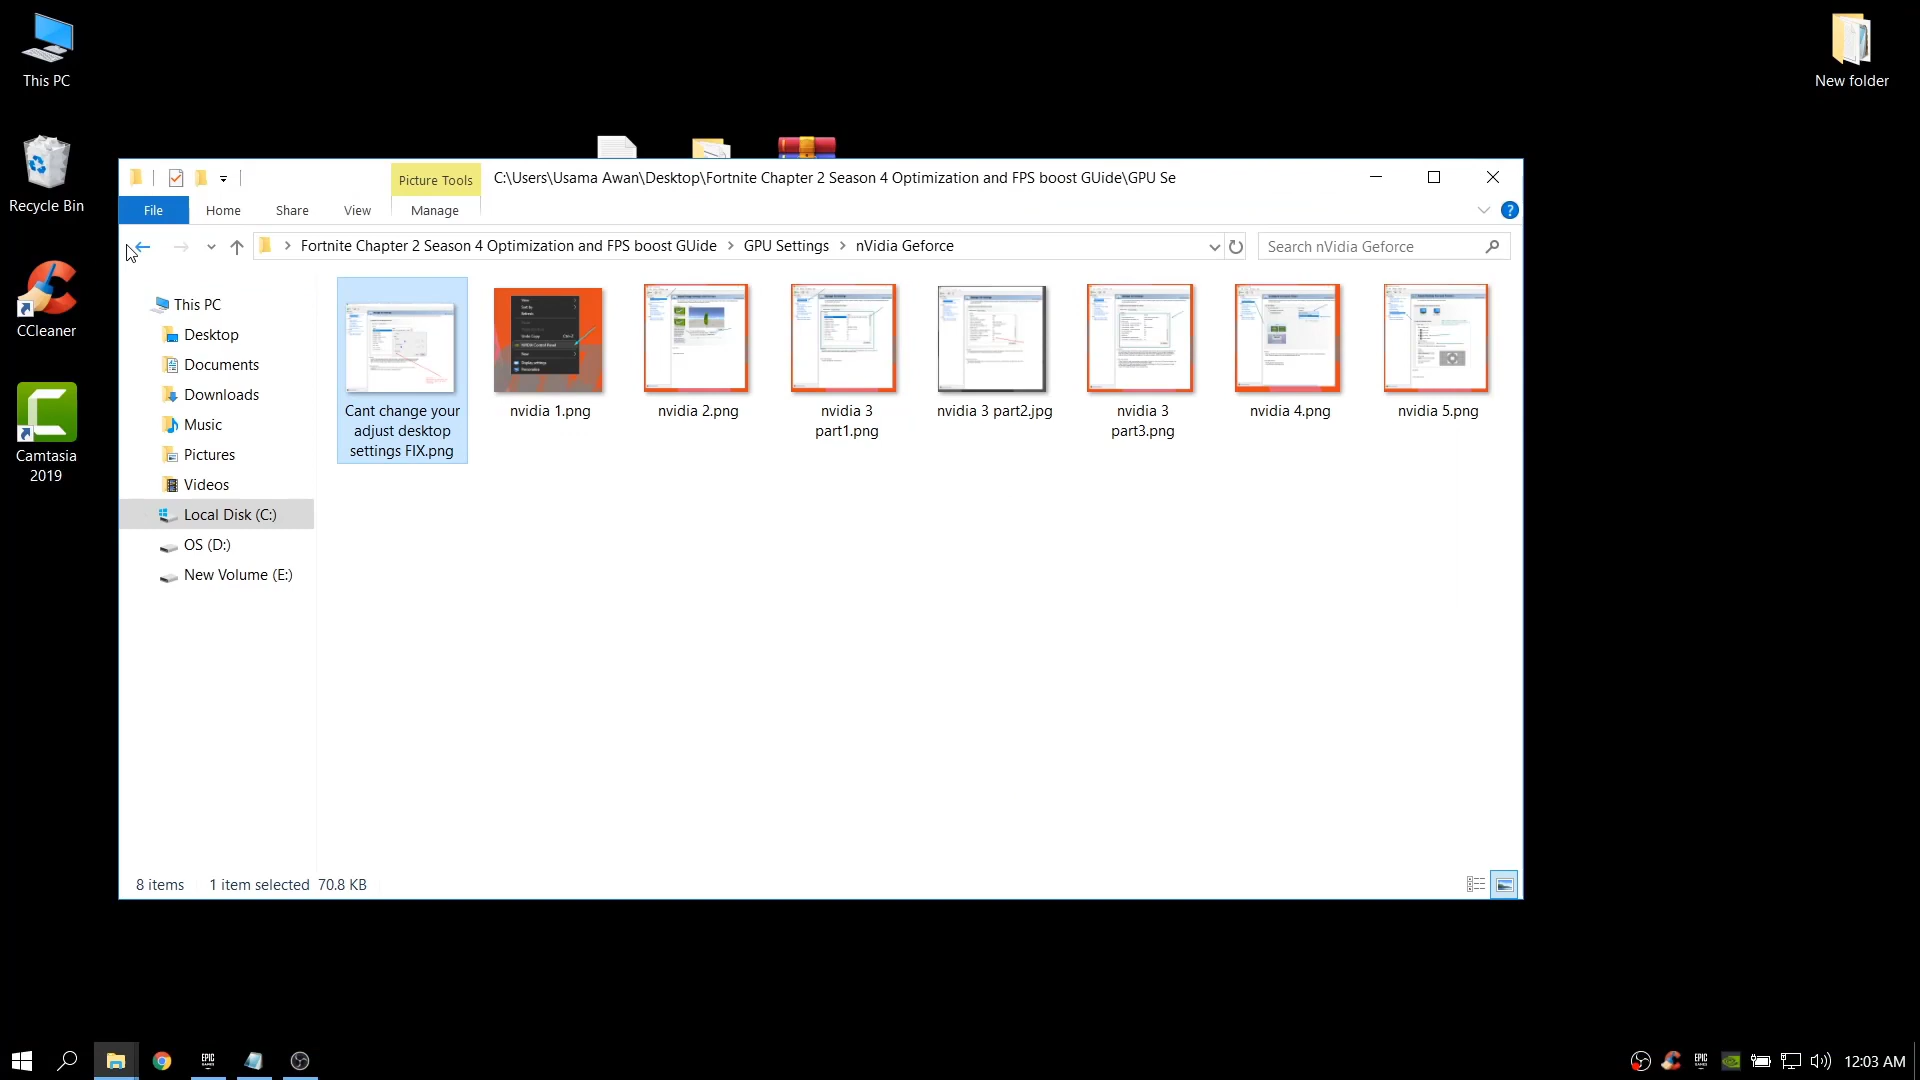 This PC
New folder
Recycle Bin
Picture Tools
C:\Users\Usama Awan\Desktop\Fortnite Chapter 2 Season 4 Optimization and FPS boost GUide\GPU Se
File
Home
Share
View
Manage
Fortnite Chapter 2 Season 4 Optimization and FPS boost GUide
GPU Settings
nVidia Geforce
Search nVidia Geforce
CCleaner
Camtasia
2019
This PC
Desktop
Documents
Downloads
Music
Pictures
Videos
Local Disk (C:)
OS (D:)
New Volume (E:)
Cant change your
adjust desktop
settings FIX.png
nvidia 1.png
nvidia 2.png
nvidia 3
part1.png
nvidia 3 part2.jpg
nvidia 3
part3.png
nvidia 4.png
nvidia 5.png
8 items
1 item selected 70.8 KB
EPIC
GAMES
EPIC
12:03 AM